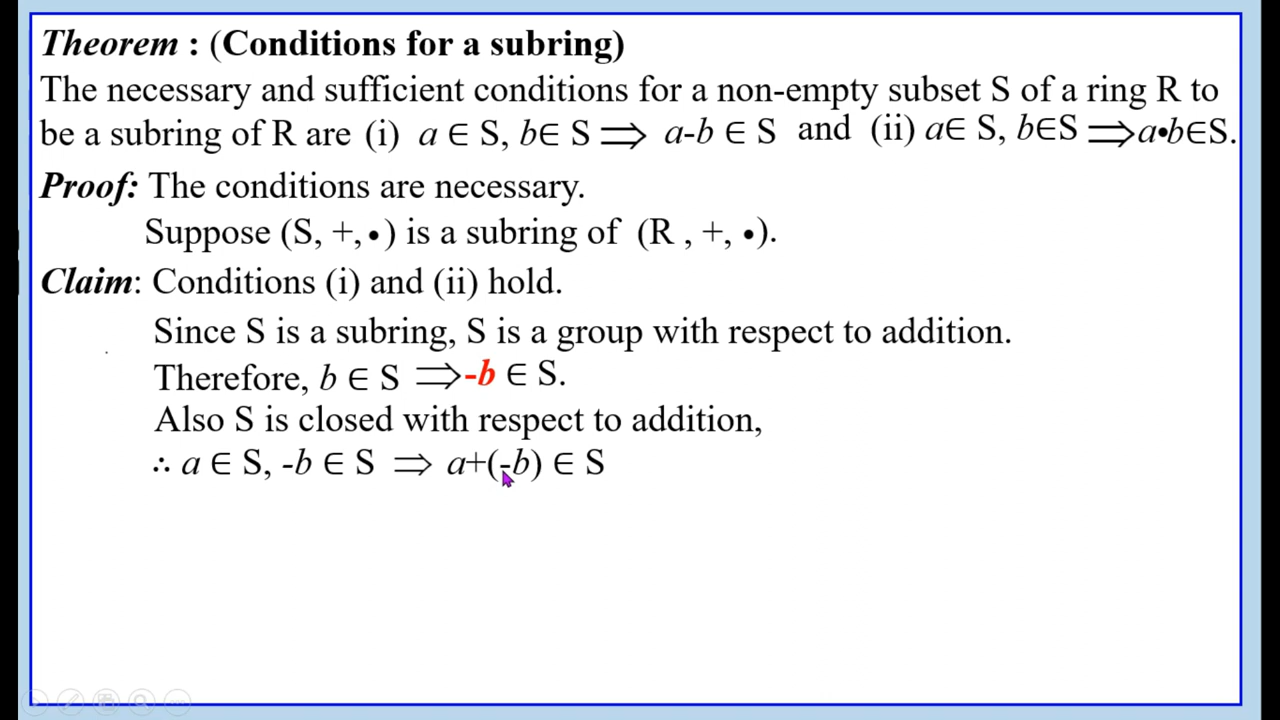 Theorem : (Conditions for a subring)
The necessary and sufficient conditions for a non-empty subset S of a ring R to
be a subring of R are (i) a ∈ S, b∈ S ⟹ a-b ∈ S and (ii) a∈ S, b∈S ⟹a•b∈S.
Proof: The conditions are necessary.
Suppose (S, +,•) is a subring of (R , +, •).
Claim: Conditions (i) and (ii) hold.
Since S is a subring, S is a group with respect to addition.
Therefore, b ∈ S ⟹-b ∈ S.
Also S is closed with respect to addition,
∴ a ∈ S, -b ∈ S ⟹ a+(-b) ∈ S